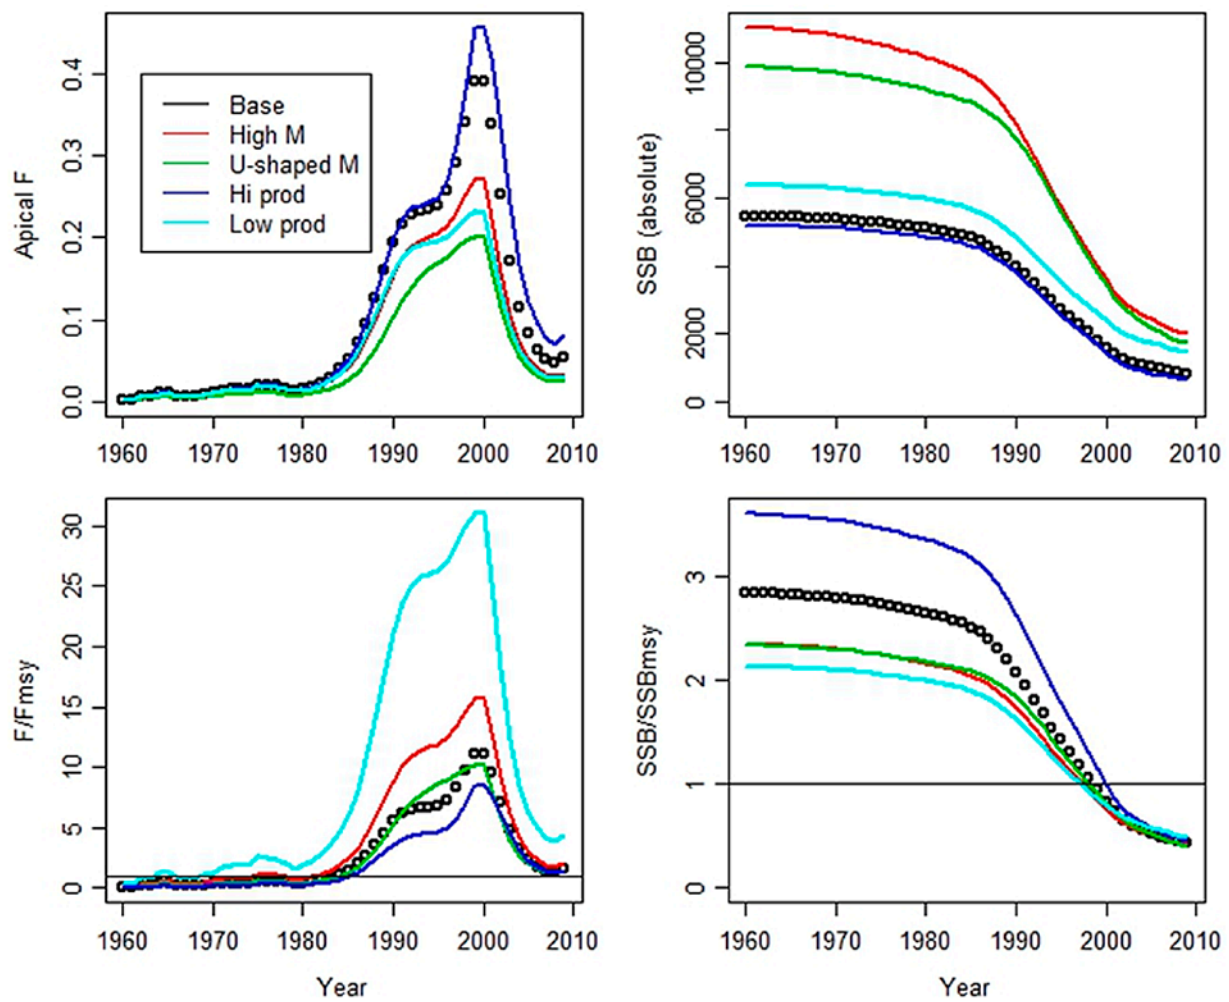 Apical F
0.0 0.1 0.2 0.3 0.4
Base
High M
U-shaped M
Hi prod
Low prod
1960 1970 1980 1990 2000 2010
SSB (absolute)
0 2000 6000 10000
1960 1970 1980 1990 2000 2010
F/Fmsy
0 5 10 15 20 25 30
1960 1970 1980 1990 2000 2010
Year
SSB/SSBmsy
0 1 2 3
1960 1970 1980 1990 2000 2010
Year